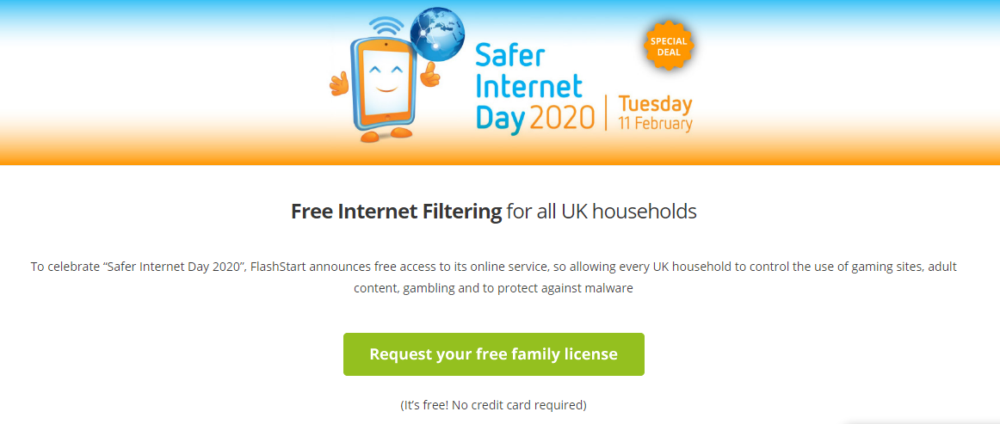 Safer
Internet
Day 2020
Tuesday
11 February
SPECIAL
DEAL
Free Internet Filtering for all UK households
To celebrate “Safer Internet Day 2020”, FlashStart announces free access to its online service, so allowing every UK household to control the use of gaming sites, adult
content, gambling and to protect against malware
Request your free family license
(It’s free! No credit card required)